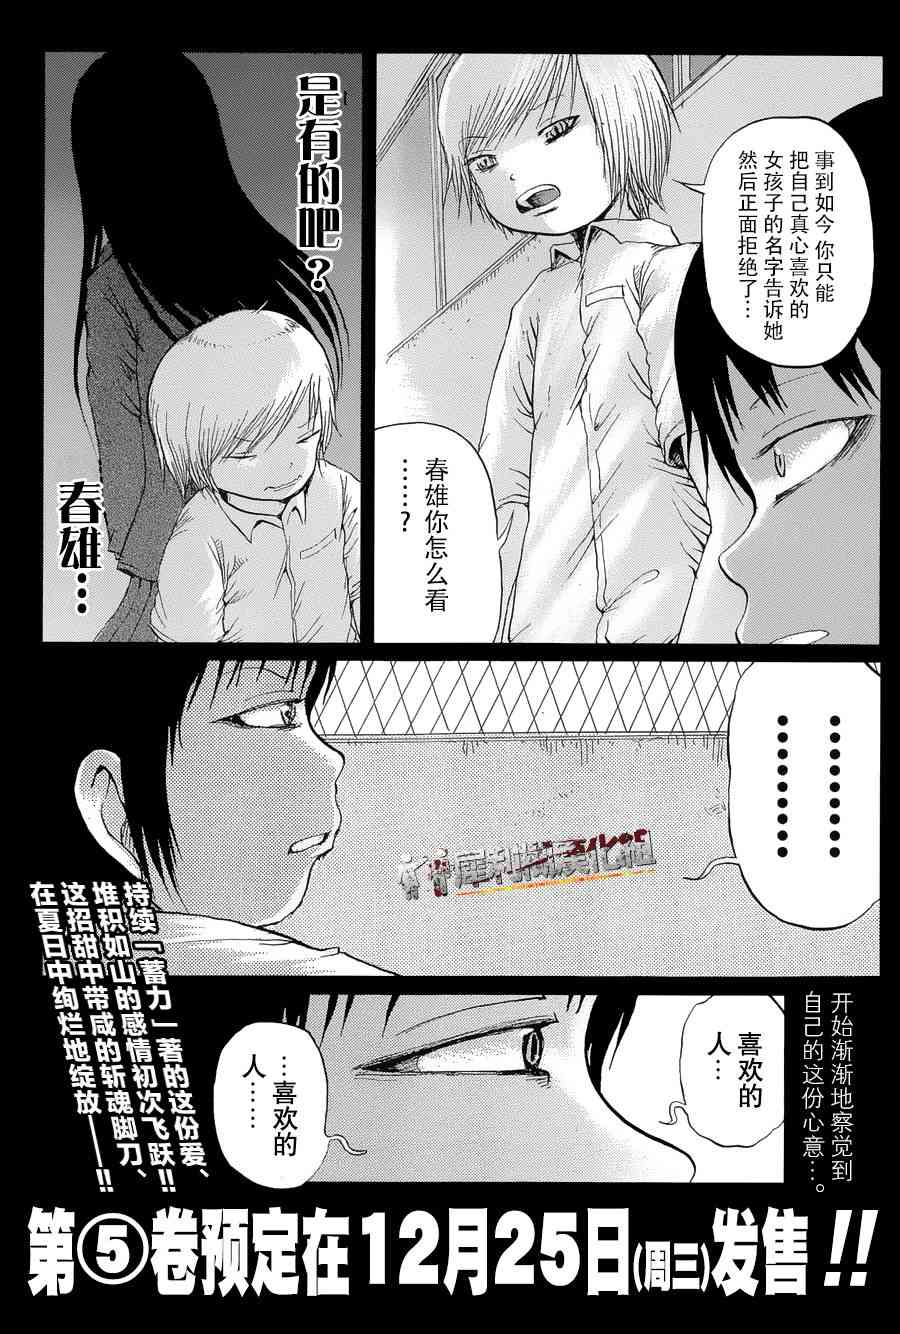 事到如今 你只能
把自己真心喜欢的
女孩子的名字告诉她
然后正面拒绝了…
春雄你怎么看
……?
是有的吧?
春雄…
………
………
开始渐渐地察觉到
自己的这份心意…。
喜欢的
人…
…喜欢的
人……
持续「蓄力」著的这份爱、
堆积如山的感情初次飞跃!!
这招甜中带咸的斩魂脚刀、
在夏日中绚烂地绽放——!!
第⑤卷预定在12月25日(周三)发售!!